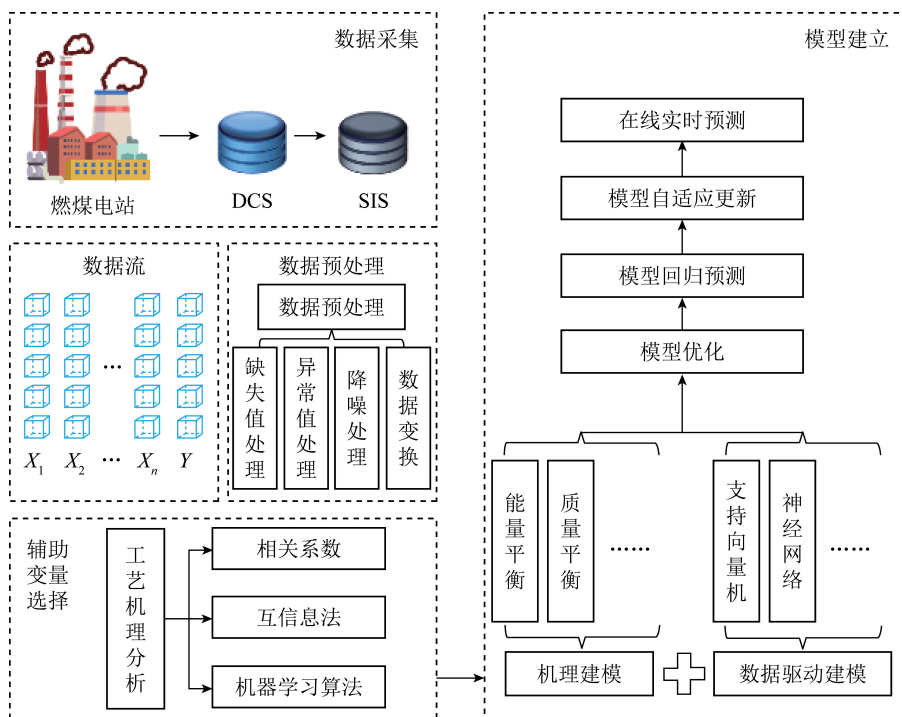 数据采集
燃煤电站
DCS
SIS
数据流
X1 X2 ··· Xn Y
···
数据预处理
数据预处理
缺失值处理
异常值处理
降噪处理
数据变换
辅助
变量
选择
工艺机理分析
相关系数
互信息法
机器学习算法
模型建立
在线实时预测
模型自适应更新
模型回归预测
模型优化
能量平衡
质量平衡
······
支持向量机
神经网络
······
机理建模
数据驱动建模